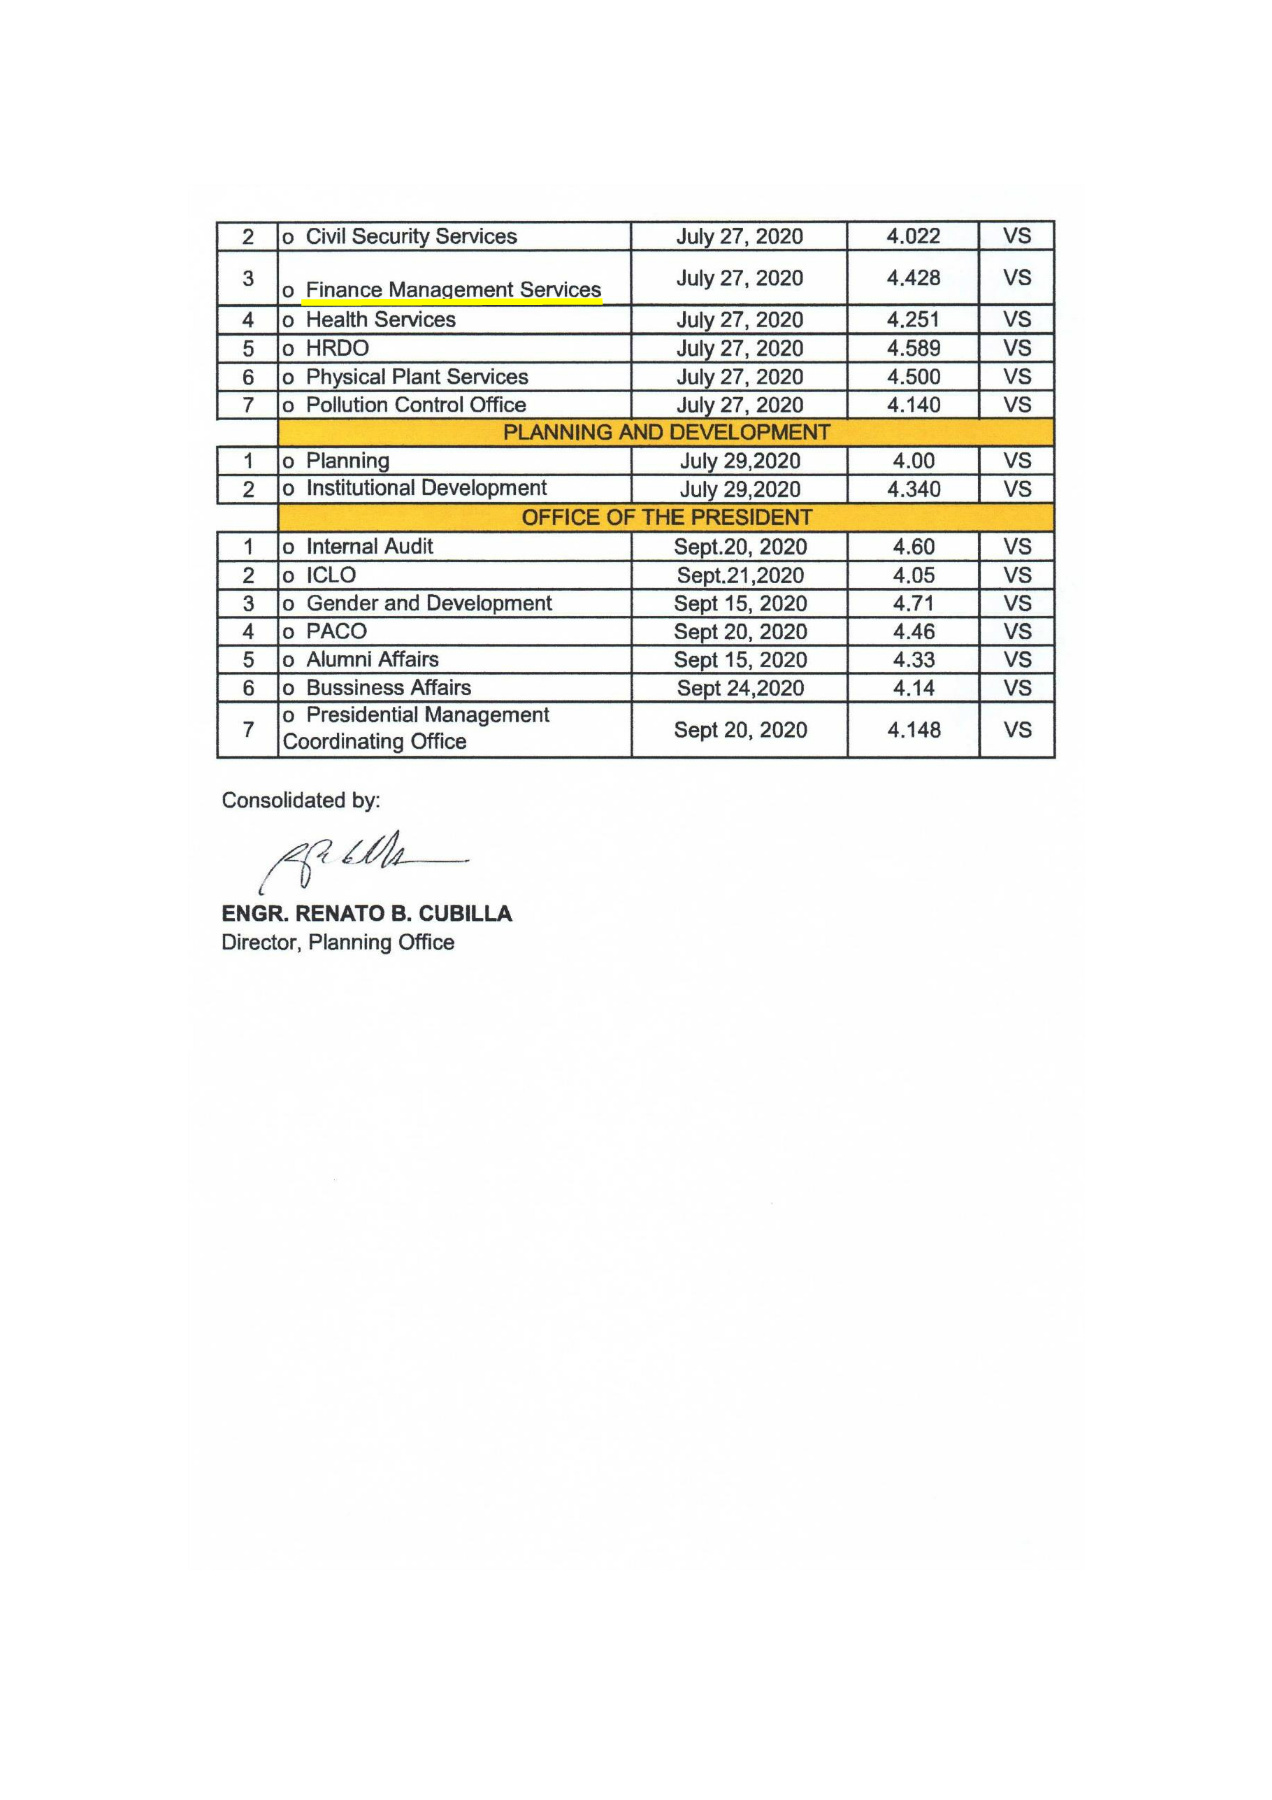 2 o Civil Security Services July 27, 2020 4.022 VS
3 o Finance Management Services July 27, 2020 4.428 VS
4 o Health Services July 27, 2020 4.251 VS
5 o HRDO July 27, 2020 4.589 VS
6 o Physical Plant Services July 27, 2020 4.500 VS
7 o Pollution Control Office July 27, 2020 4.140 VS
PLANNING AND DEVELOPMENT
1 o Planning July 29,2020 4.00 VS
2 o Institutional Development July 29,2020 4.340 VS
OFFICE OF THE PRESIDENT
1 o Internal Audit Sept.20, 2020 4.60 VS
2 o ICLO Sept.21,2020 4.05 VS
3 o Gender and Development Sept 15, 2020 4.71 VS
4 o PACO Sept 20, 2020 4.46 VS
5 o Alumni Affairs Sept 15, 2020 4.33 VS
6 o Bussiness Affairs Sept 24,2020 4.14 VS
7 o Presidential Management
Coordinating Office Sept 20, 2020 4.148 VS
Consolidated by:
ENGR. RENATO B. CUBILLA
Director, Planning Office